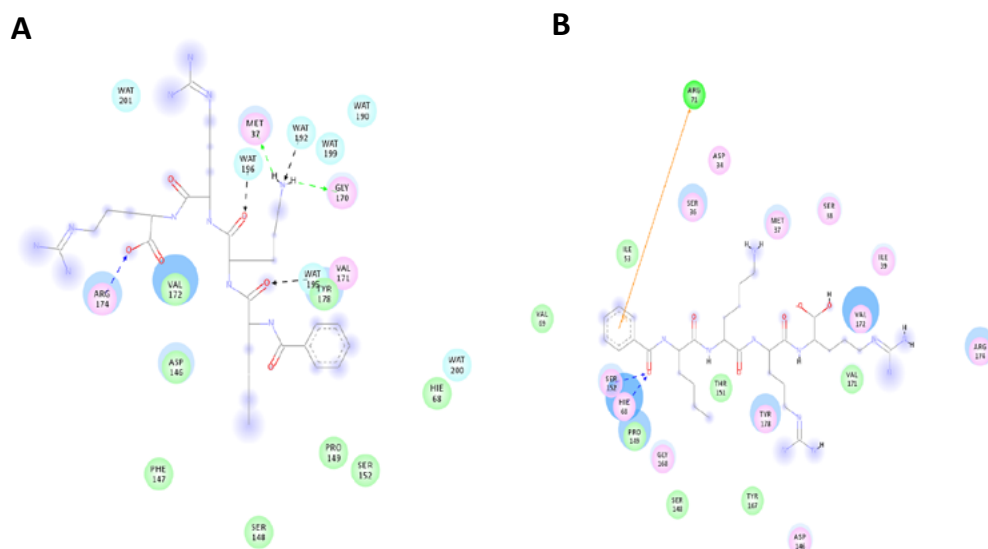 A
B
WAT
201
MET
37
WAT
192
WAT
190
WAT
199
WAT
196
H
H
GLY
170
ARG
174
VAL
172
WAT
195
VAL
171
TYR
178
ASP
146
WAT
200
HIE
68
PHE
147
PRO
149
SER
152
SER
148
ARG
71
ASP
34
SER
36
MET
37
SER
38
ILE
53
ILE
39
VAL
172
ARG
SER
152
HIE
68
THR
151
VAL
171
TYR
178
PRO
149
GLY
168
SER
148
TYR
167
ASP
146